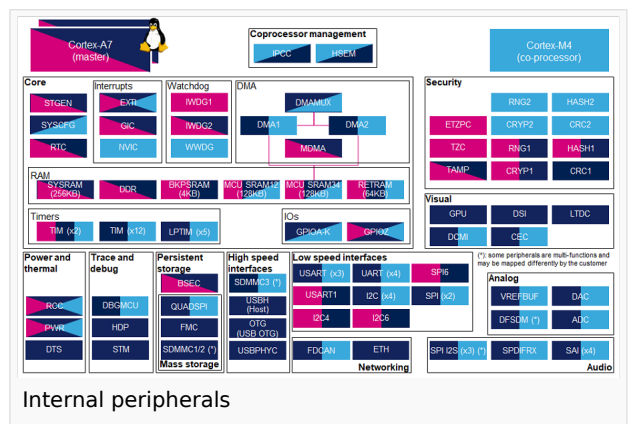 Cortex-A7
(master)
Coprocessor management
IPCC
HSEM
Cortex-M4
(co-processor)
Core
STGEN
SYSCFG
RTC
Interrupts
EXTI
GIC
NVIC
Watchdog
IWDG1
IWDG2
WWDG
DMA
DMAMUX
DMA1
DMA2
MDMA
Security
RNG2
HASH2
ETZPC
CRYP2
CRC2
TZC
RNG1
HASH1
TAMP
CRYP1
CRC1
RAM
SYSRAM
(256KB)
DDR
BKPSRAM
(4KB)
MCU SRAM12
(128KB)
MCU SRAM34
(128KB)
RETRAM
(64KB)
Timers
TIM (x2)
TIM (x12)
LPTIM (x5)
IOs
GPIOA-K
GPIOZ
Visual
GPU
DSI
LTDC
DCMI
CEC
(*): some peripherals are multi-functions and
may be mapped differently by the customer
Power and
thermal
RCC
PWR
DTS
Trace and
debug
DBGMCU
HDP
STM
Persistent
storage
BSEC
QUADSPI
FMC
SDMMC1/2 (*)
Mass storage
High speed
interfaces
SDMMC3 (*)
USBH
(Host)
OTG
(USB OTG)
USBPHYC
Low speed interfaces
USART (x3)
UART (x4)
SPI6
USART1
I2C (x4)
SPI (x2)
I2C4
I2C6
FDCAN
ETH
Networking
Analog
VREFBUF
DAC
DFSDM (*)
ADC
SPI I2S (x3) (*)
SPDIFRX
SAI (x4)
Audio
Internal peripherals